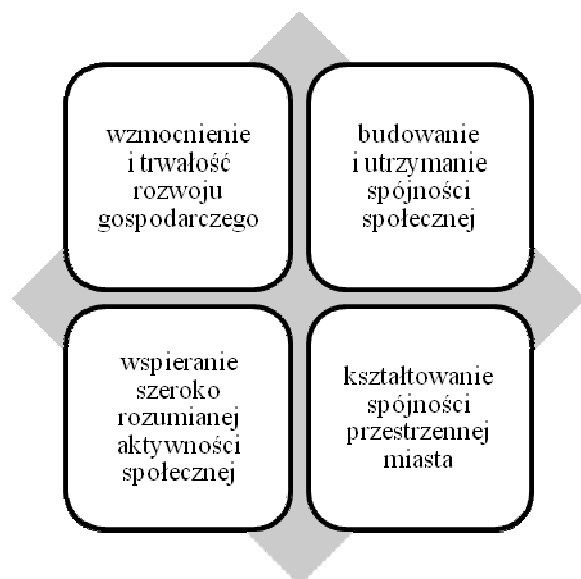 wzmocnienie
i trwałość
rozwoju
gospodarczego
budowanie
i utrzymanie
spójności
społecznej
wspieranie
szeroko
rozumianej
aktywności
społecznej
kształtowanie
spójności
przestrzennej
miasta